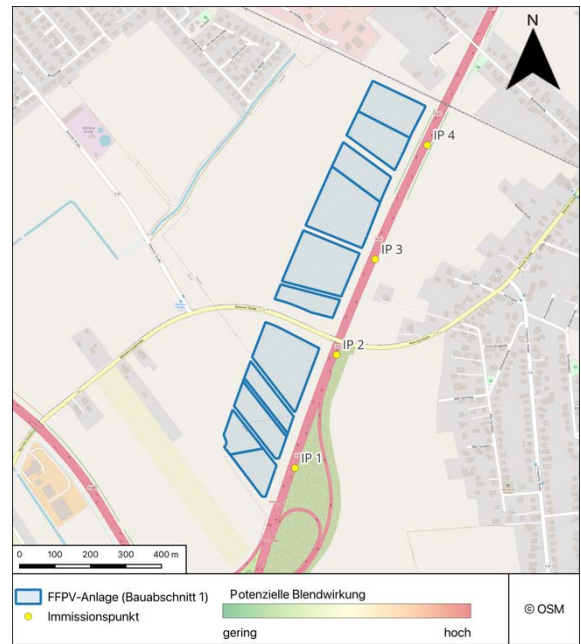 N
IP 4
IP 3
IP 2
IP 1
0 100 200 300 400 m
FFPV-Anlage (Bauabschnitt 1)
Immissionspunkt
Potenzielle Blendwirkung
gering hoch
© OSM